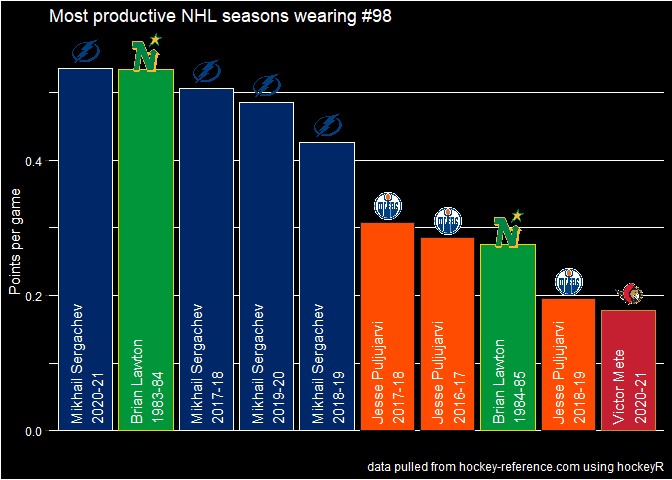 Most productive NHL seasons wearing #98
Points per game
0.4
0.2
0.0
Mikhail Sergachev
2020-21
Brian Lawton
1983-84
Mikhail Sergachev
2017-18
Mikhail Sergachev
2019-20
Mikhail Sergachev
2018-19
Jesse Puljujarvi
2017-18
Jesse Puljujarvi
2016-17
Brian Lawton
1984-85
Jesse Puljujarvi
2018-19
Victor Mete
2020-21
OILERS
OILERS
OILERS
N
N
data pulled from hockey-reference.com using hockeyR